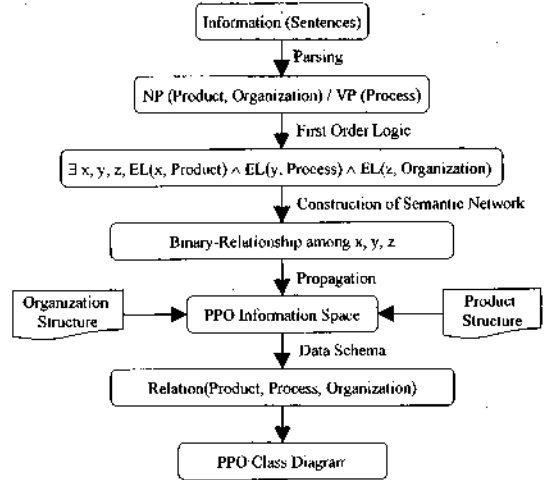 Information (Sentences)
Parsing
NP (Product, Organization) / VP (Process)
First Order Logic
∃ x, y, z, EL(x, Product) ∧ EL(y, Process) ∧ EL(z, Organization)
Construction of Semantic Network
Binary-Relationship among x, y, z
Propagation
Organization
Structure
PPO Information Space
Product
Structure
Data Schema
Relation(Product, Process, Organization)
PPO Class Diagram